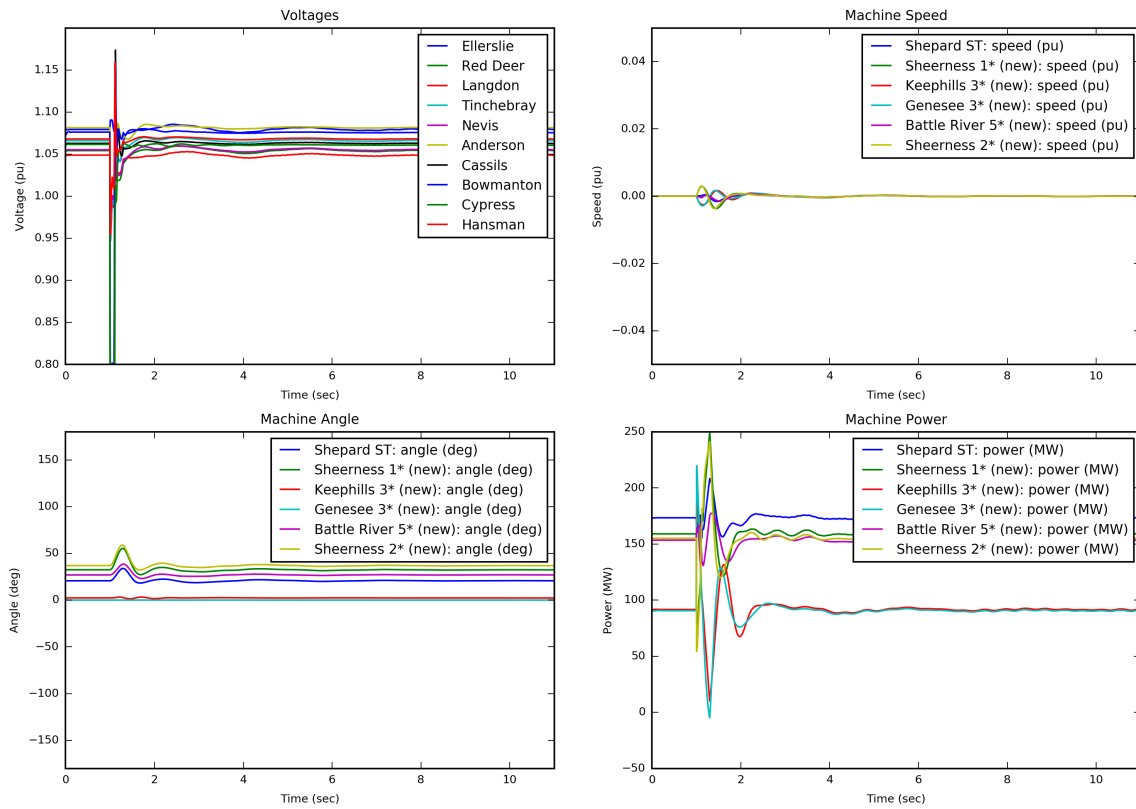 Voltages
1.15
1.10
1.05
1.00
0.95
0.90
0.85
0.80
Voltage (pu)
Ellerslie
Red Deer
Langdon
Tinchebray
Nevis
Anderson
Cassils
Bowmanton
Cypress
Hansman
0 2 4 6 8 10
Time (sec)
Machine Speed
0.04
0.02
0.00
−0.02
−0.04
Speed (pu)
Shepard ST: speed (pu)
Sheerness 1* (new): speed (pu)
Keephills 3* (new): speed (pu)
Genesee 3* (new): speed (pu)
Battle River 5* (new): speed (pu)
Sheerness 2* (new): speed (pu)
0 2 4 6 8 10
Time (sec)
Machine Angle
150
100
50
0
−50
−100
−150
Angle (deg)
Shepard ST: angle (deg)
Sheerness 1* (new): angle (deg)
Keephills 3* (new): angle (deg)
Genesee 3* (new): angle (deg)
Battle River 5* (new): angle (deg)
Sheerness 2* (new): angle (deg)
0 2 4 6 8 10
Time (sec)
Machine Power
250
200
150
100
50
0
−50
Power (MW)
Shepard ST: power (MW)
Sheerness 1* (new): power (MW)
Keephills 3* (new): power (MW)
Genesee 3* (new): power (MW)
Battle River 5* (new): power (MW)
Sheerness 2* (new): power (MW)
0 2 4 6 8 10
Time (sec)